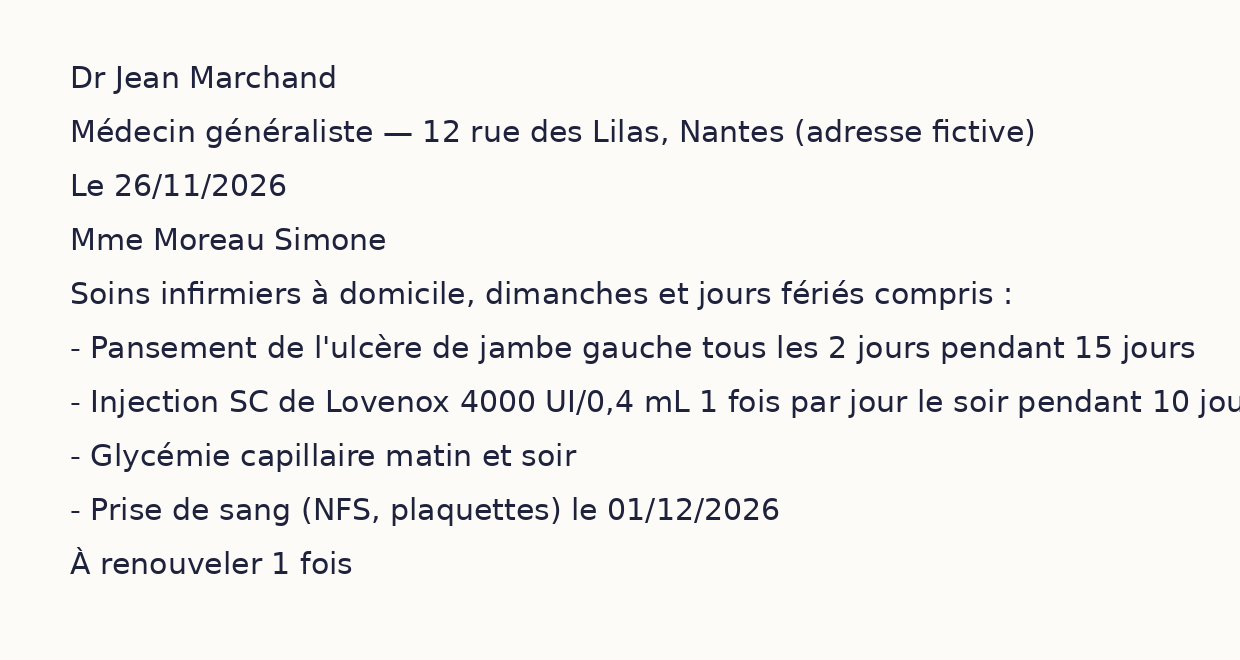 Dr Jean Marchand
Médecin généraliste — 12 rue des Lilas, Nantes (adresse fictive)
Le 26/11/2026
Mme Moreau Simone
Soins infirmiers à domicile, dimanches et jours fériés compris :
- Pansement de l'ulcère de jambe gauche tous les 2 jours pendant 15 jours
- Injection SC de Lovenox 4000 UI/0,4 mL 1 fois par jour le soir pendant 10
- Glycémie capillaire matin et soir
- Prise de sang (NFS, plaquettes) le 01/12/2026
À renouveler 1 fois